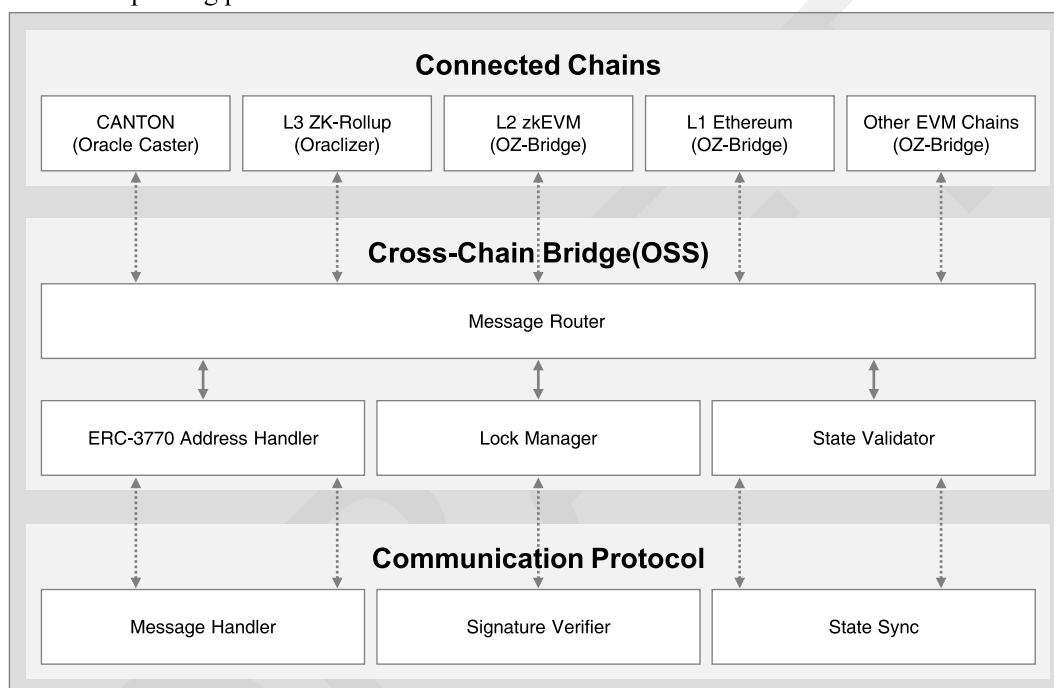 Connected Chains
CANTON
(Oracle Caster)
L3 ZK-Rollup
(Oraclizer)
L2 zkEVM
(OZ-Bridge)
L1 Ethereum
(OZ-Bridge)
Other EVM Chains
(OZ-Bridge)
Cross-Chain Bridge(OSS)
Message Router
ERC-3770 Address Handler
Lock Manager
State Validator
Communication Protocol
Message Handler
Signature Verifier
State Sync